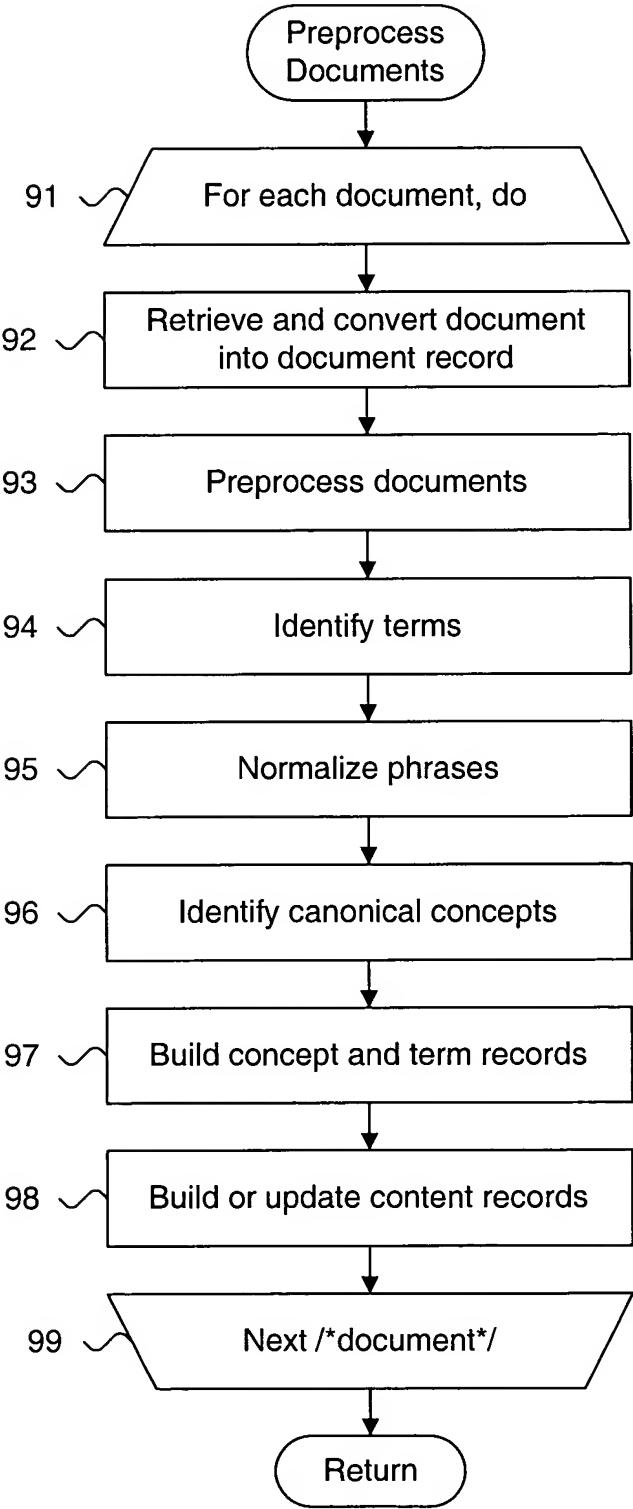 Preprocess
Documents
91
For each document, do
92
Retrieve and convert document
into document record
93
Preprocess documents
94
Identify terms
95
Normalize phrases
96
Identify canonical concepts
97
Build concept and term records
98
Build or update content records
99
Next /*document*/
Return